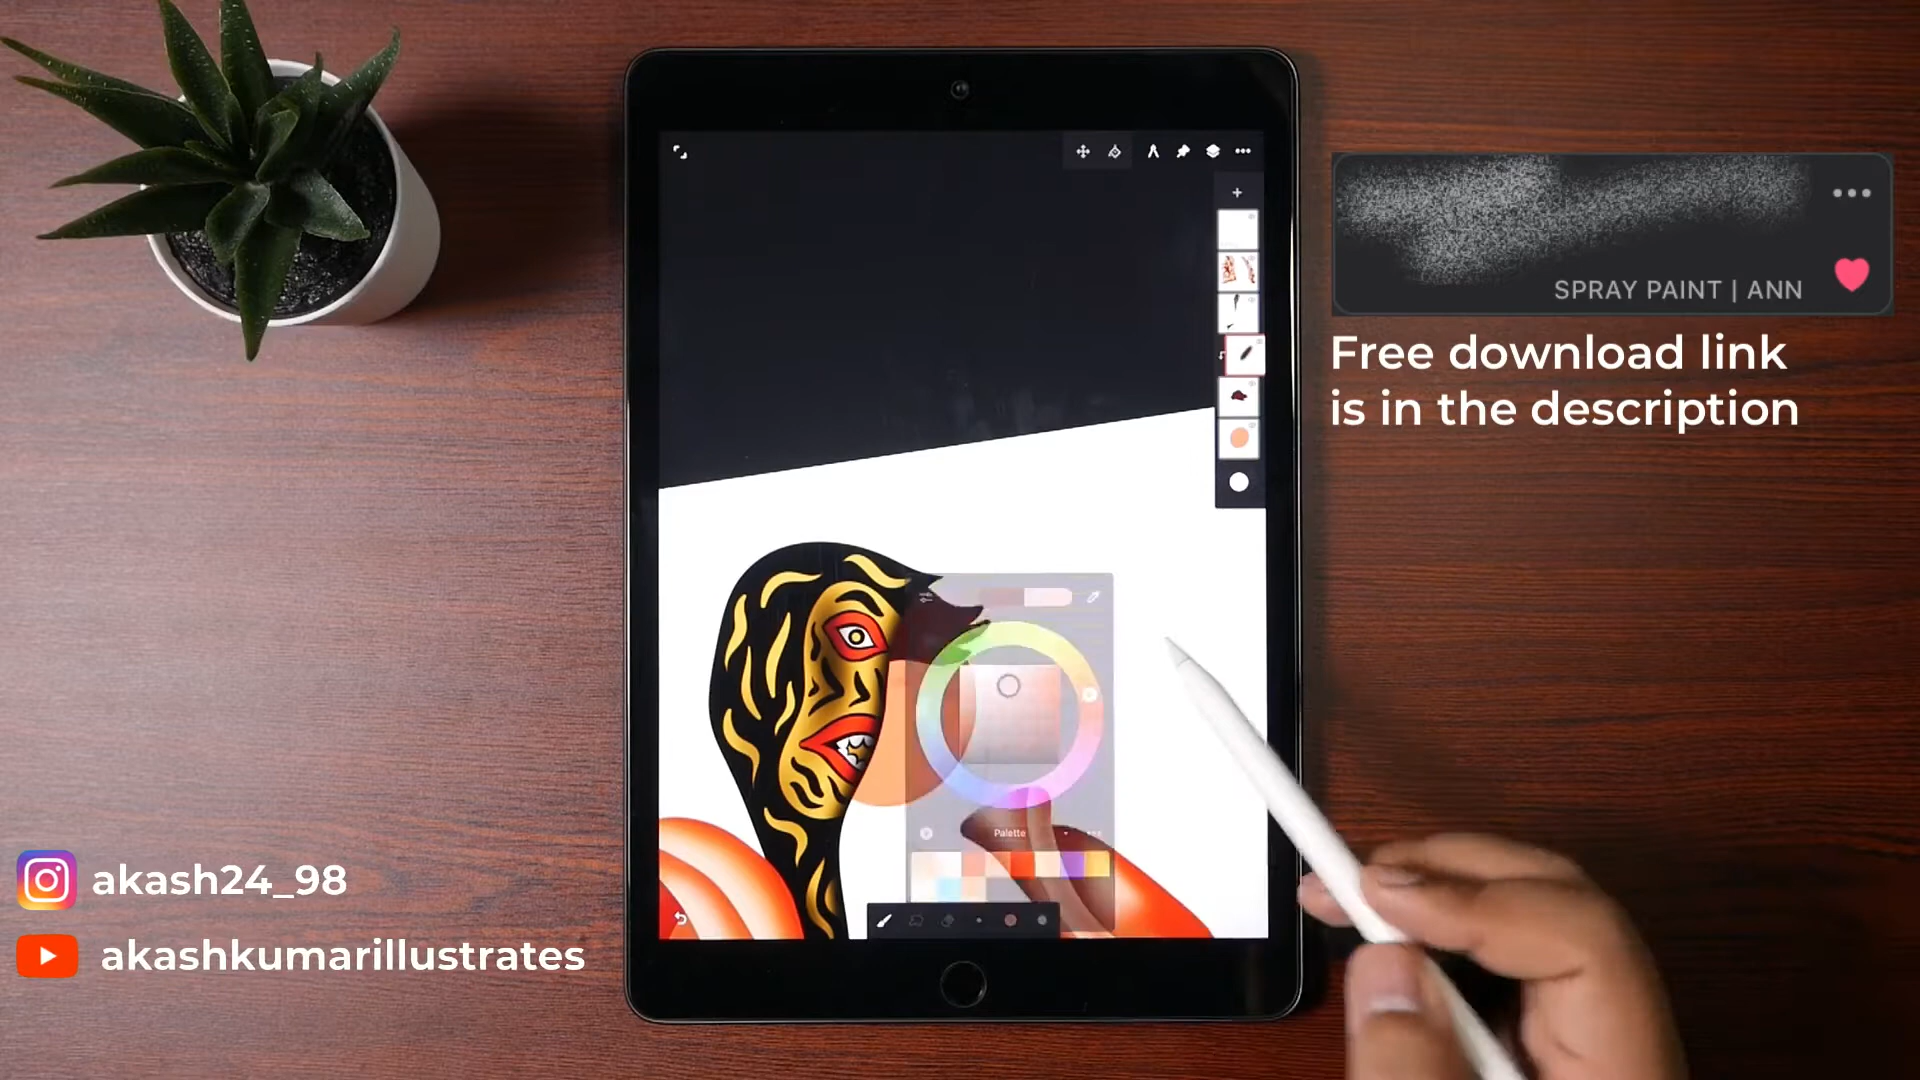 SPRAY PAINT | ANN
Free download link
is in the description
Palette
akash24_98
akashkumarillustrates